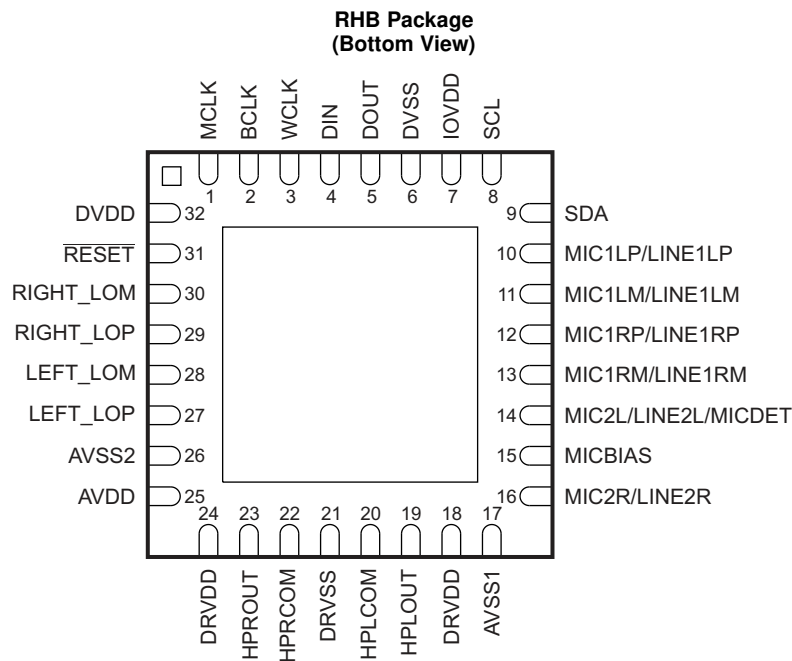 RHB Package
(Bottom View)
MCLK
BCLK
WCLK
DIN
DOUT
DVSS
IOVDD
SCL
1
2
3
4
5
6
7
8
DVDD
32
RESET
31
RIGHT_LOM
30
RIGHT_LOP
29
LEFT_LOM
28
LEFT_LOP
27
AVSS2
26
AVDD
25
9
SDA
10
MIC1LP/LINE1LP
11
MIC1LM/LINE1LM
12
MIC1RP/LINE1RP
13
MIC1RM/LINE1RM
14
MIC2L/LINE2L/MICDET
15
MICBIAS
16
MIC2R/LINE2R
24
23
22
21
20
19
18
17
DRVDD
HPROUT
HPRCOM
DRVSS
HPLCOM
HPLOUT
DRVDD
AVSS1